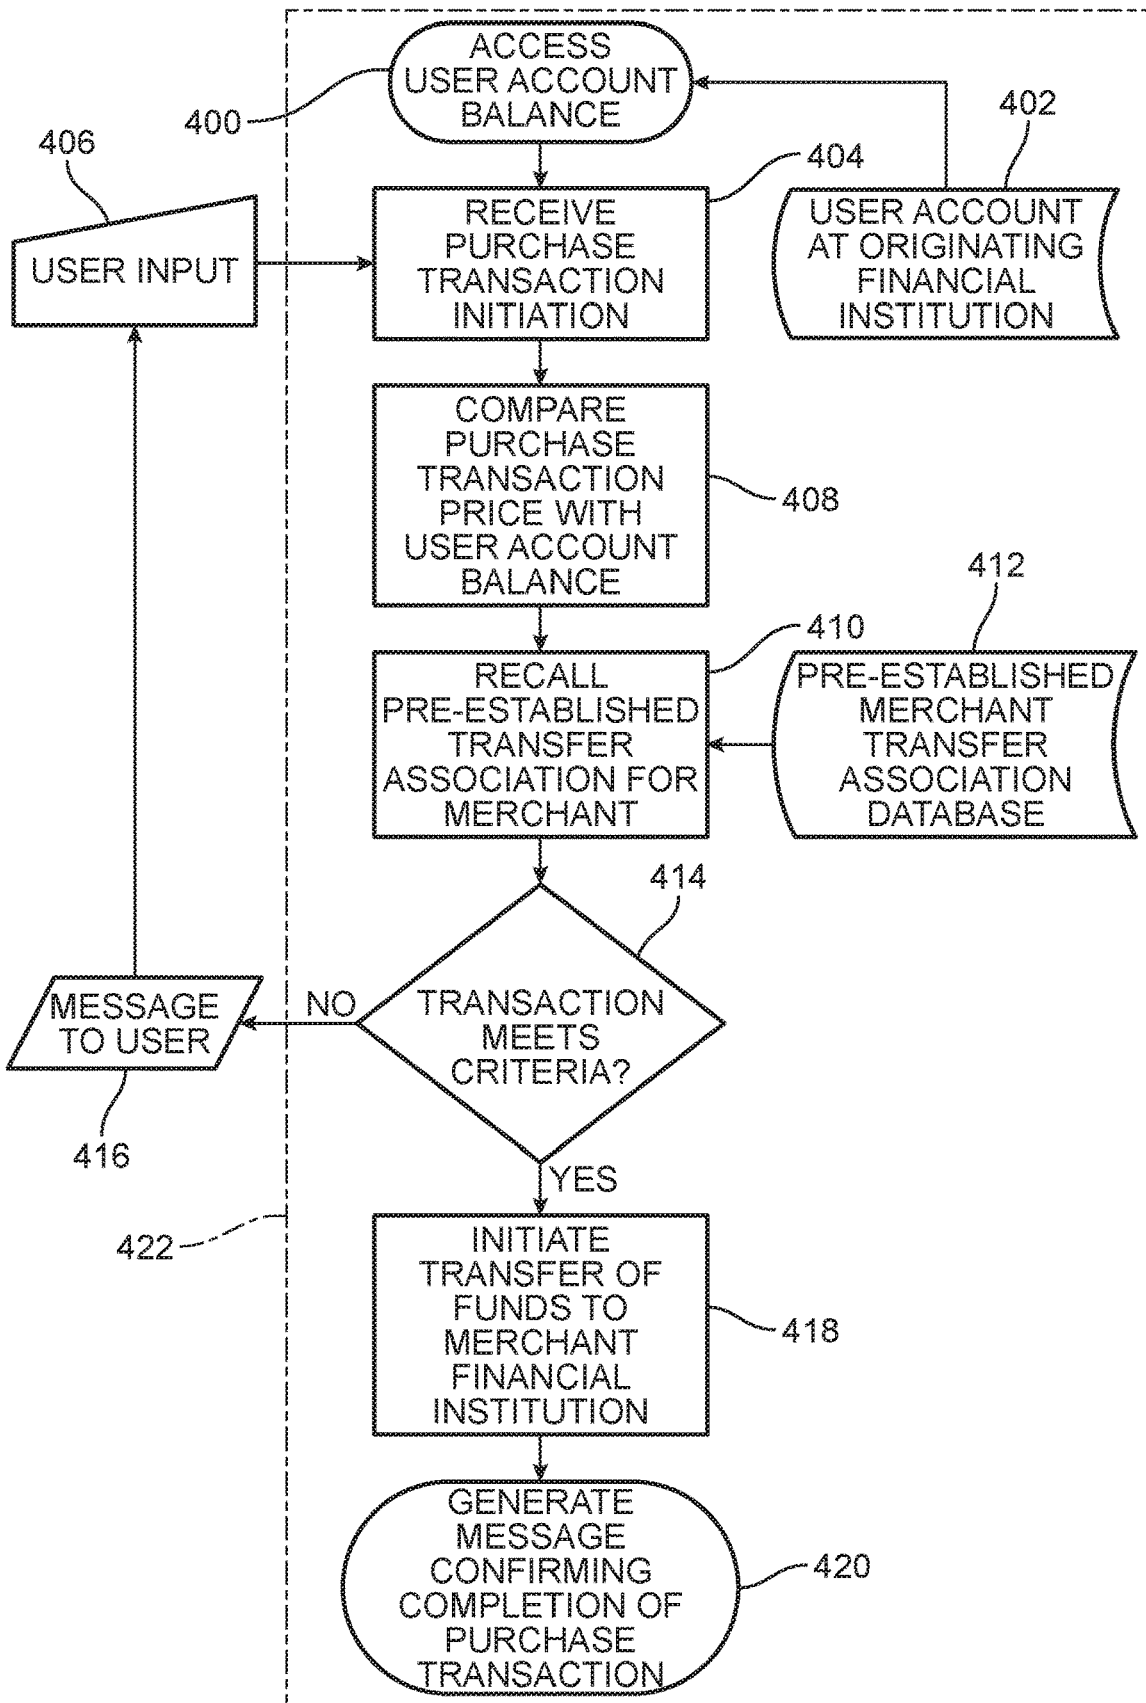 ACCESS
USER ACCOUNT
BALANCE
400
402
406
404
USER INPUT
RECEIVE
PURCHASE
TRANSACTION
INITIATION
USER ACCOUNT
AT ORIGINATING
FINANCIAL
INSTITUTION
COMPARE
PURCHASE
TRANSACTION
PRICE WITH
USER ACCOUNT
BALANCE
408
412
410
RECALL
PRE-ESTABLISHED
TRANSFER
ASSOCIATION FOR
MERCHANT
PRE-ESTABLISHED
MERCHANT
TRANSFER
ASSOCIATION
DATABASE
414
TRANSACTION
MEETS
CRITERIA?
NO
MESSAGE
TO USER
416
YES
422
INITIATE
TRANSFER OF
FUNDS TO
MERCHANT
FINANCIAL
INSTITUTION
418
GENERATE
MESSAGE
CONFIRMING
COMPLETION OF
PURCHASE
TRANSACTION
420